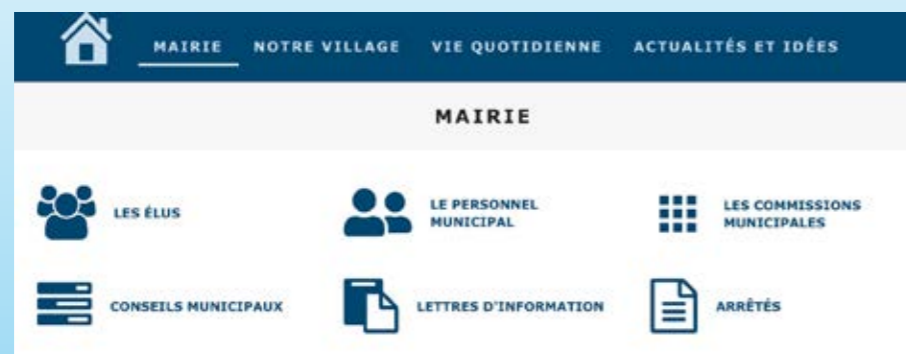 MAIRIE NOTRE VILLAGE VIE QUOTIDIENNE ACTUALITÉS ET IDÉES
MAIRIE
LES ÉLUS
LE PERSONNEL
MUNICIPAL
LES COMMISSIONS
MUNICIPALES
CONSEILS MUNICIPAUX
LETTRES D'INFORMATION
ARRÊTÉS